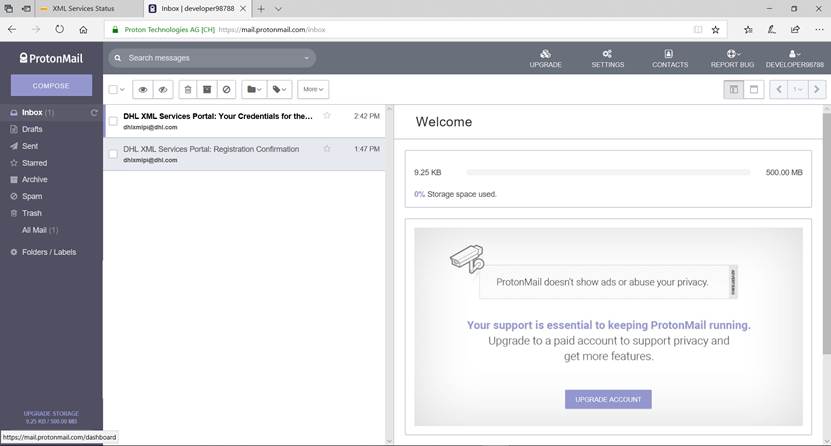 XML Services Status
Inbox | developer98788
Proton Technologies AG [CH] https://mail.protonmail.com/inbox
ProtonMail
Search messages
UPGRADE
SETTINGS
CONTACTS
REPORT BUG
DEVELOPER98788
COMPOSE
More
1
Inbox (1)
Drafts
Sent
Starred
Archive
Spam
Trash
All Mail (1)
Folders / Labels
DHL XML Services Portal: Your Credentials for the... 2:42 PM
dhlxmlpi@dhl.com
DHL XML Services Portal: Registration Confirmation 1:47 PM
dhlxmlpi@dhl.com
Welcome
9.25 KB 500.00 MB
0% Storage space used.
ProtonMail doesn't show ads or abuse your privacy.
Your support is essential to keeping ProtonMail running.
Upgrade to a paid account to support privacy and
get more features.
UPGRADE ACCOUNT
UPGRADE STORAGE
9.25 KB / 500.00 MB
https://mail.protonmail.com/dashboard